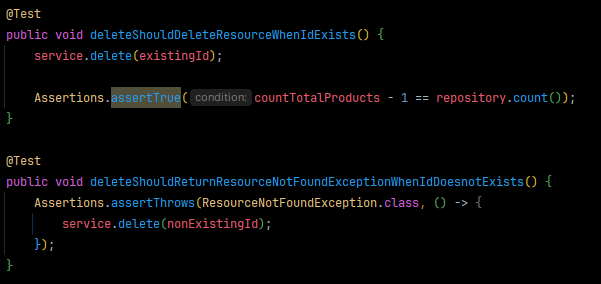 @Test
public void deleteShouldDeleteResourceWhenIdExists() {
service.delete(existingId);
Assertions.assertTrue( condition: countTotalProducts - 1 == repository.count());
}
@Test
public void deleteShouldReturnResourceNotFoundExceptionWhenIdDoesnotExists() {
Assertions.assertThrows(ResourceNotFoundException.class, () -> {
service.delete(nonExistingId);
});
}